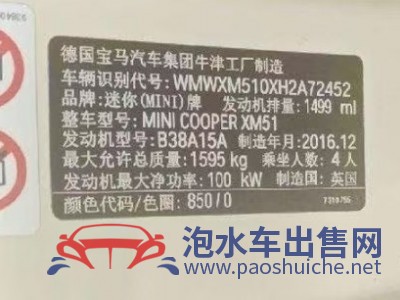 德国宝马汽车集团牛津工厂制造
车辆识别代号: WMWXM510XH2A72452
品牌: 迷你(MINI)牌 发动机排量: 1499 ml
整车型号: MINI COOPER XM51
发动机型号: B38A15A 制造年月: 2016.12
最大允许总质量: 1595 kg 乘坐人数: 4 人
发动机最大净功率: 100 kW 制造国: 英国
颜色代码/色圈: 850/0
泡水车出售网
www.paoshuiche.net